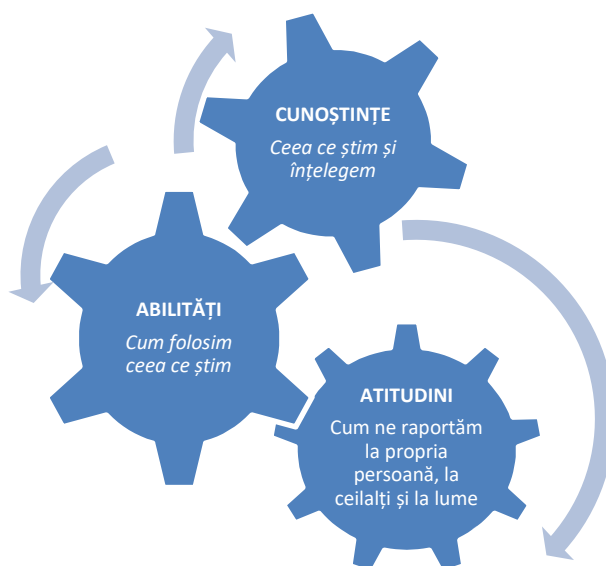 CUNOȘTINȚE
Ceea ce știm și
înțelegem
ABILITĂȚI
Cum folosim
ceea ce știm
ATITUDINI
Cum ne raportăm
la propria
persoană, la
ceilalți și la lume